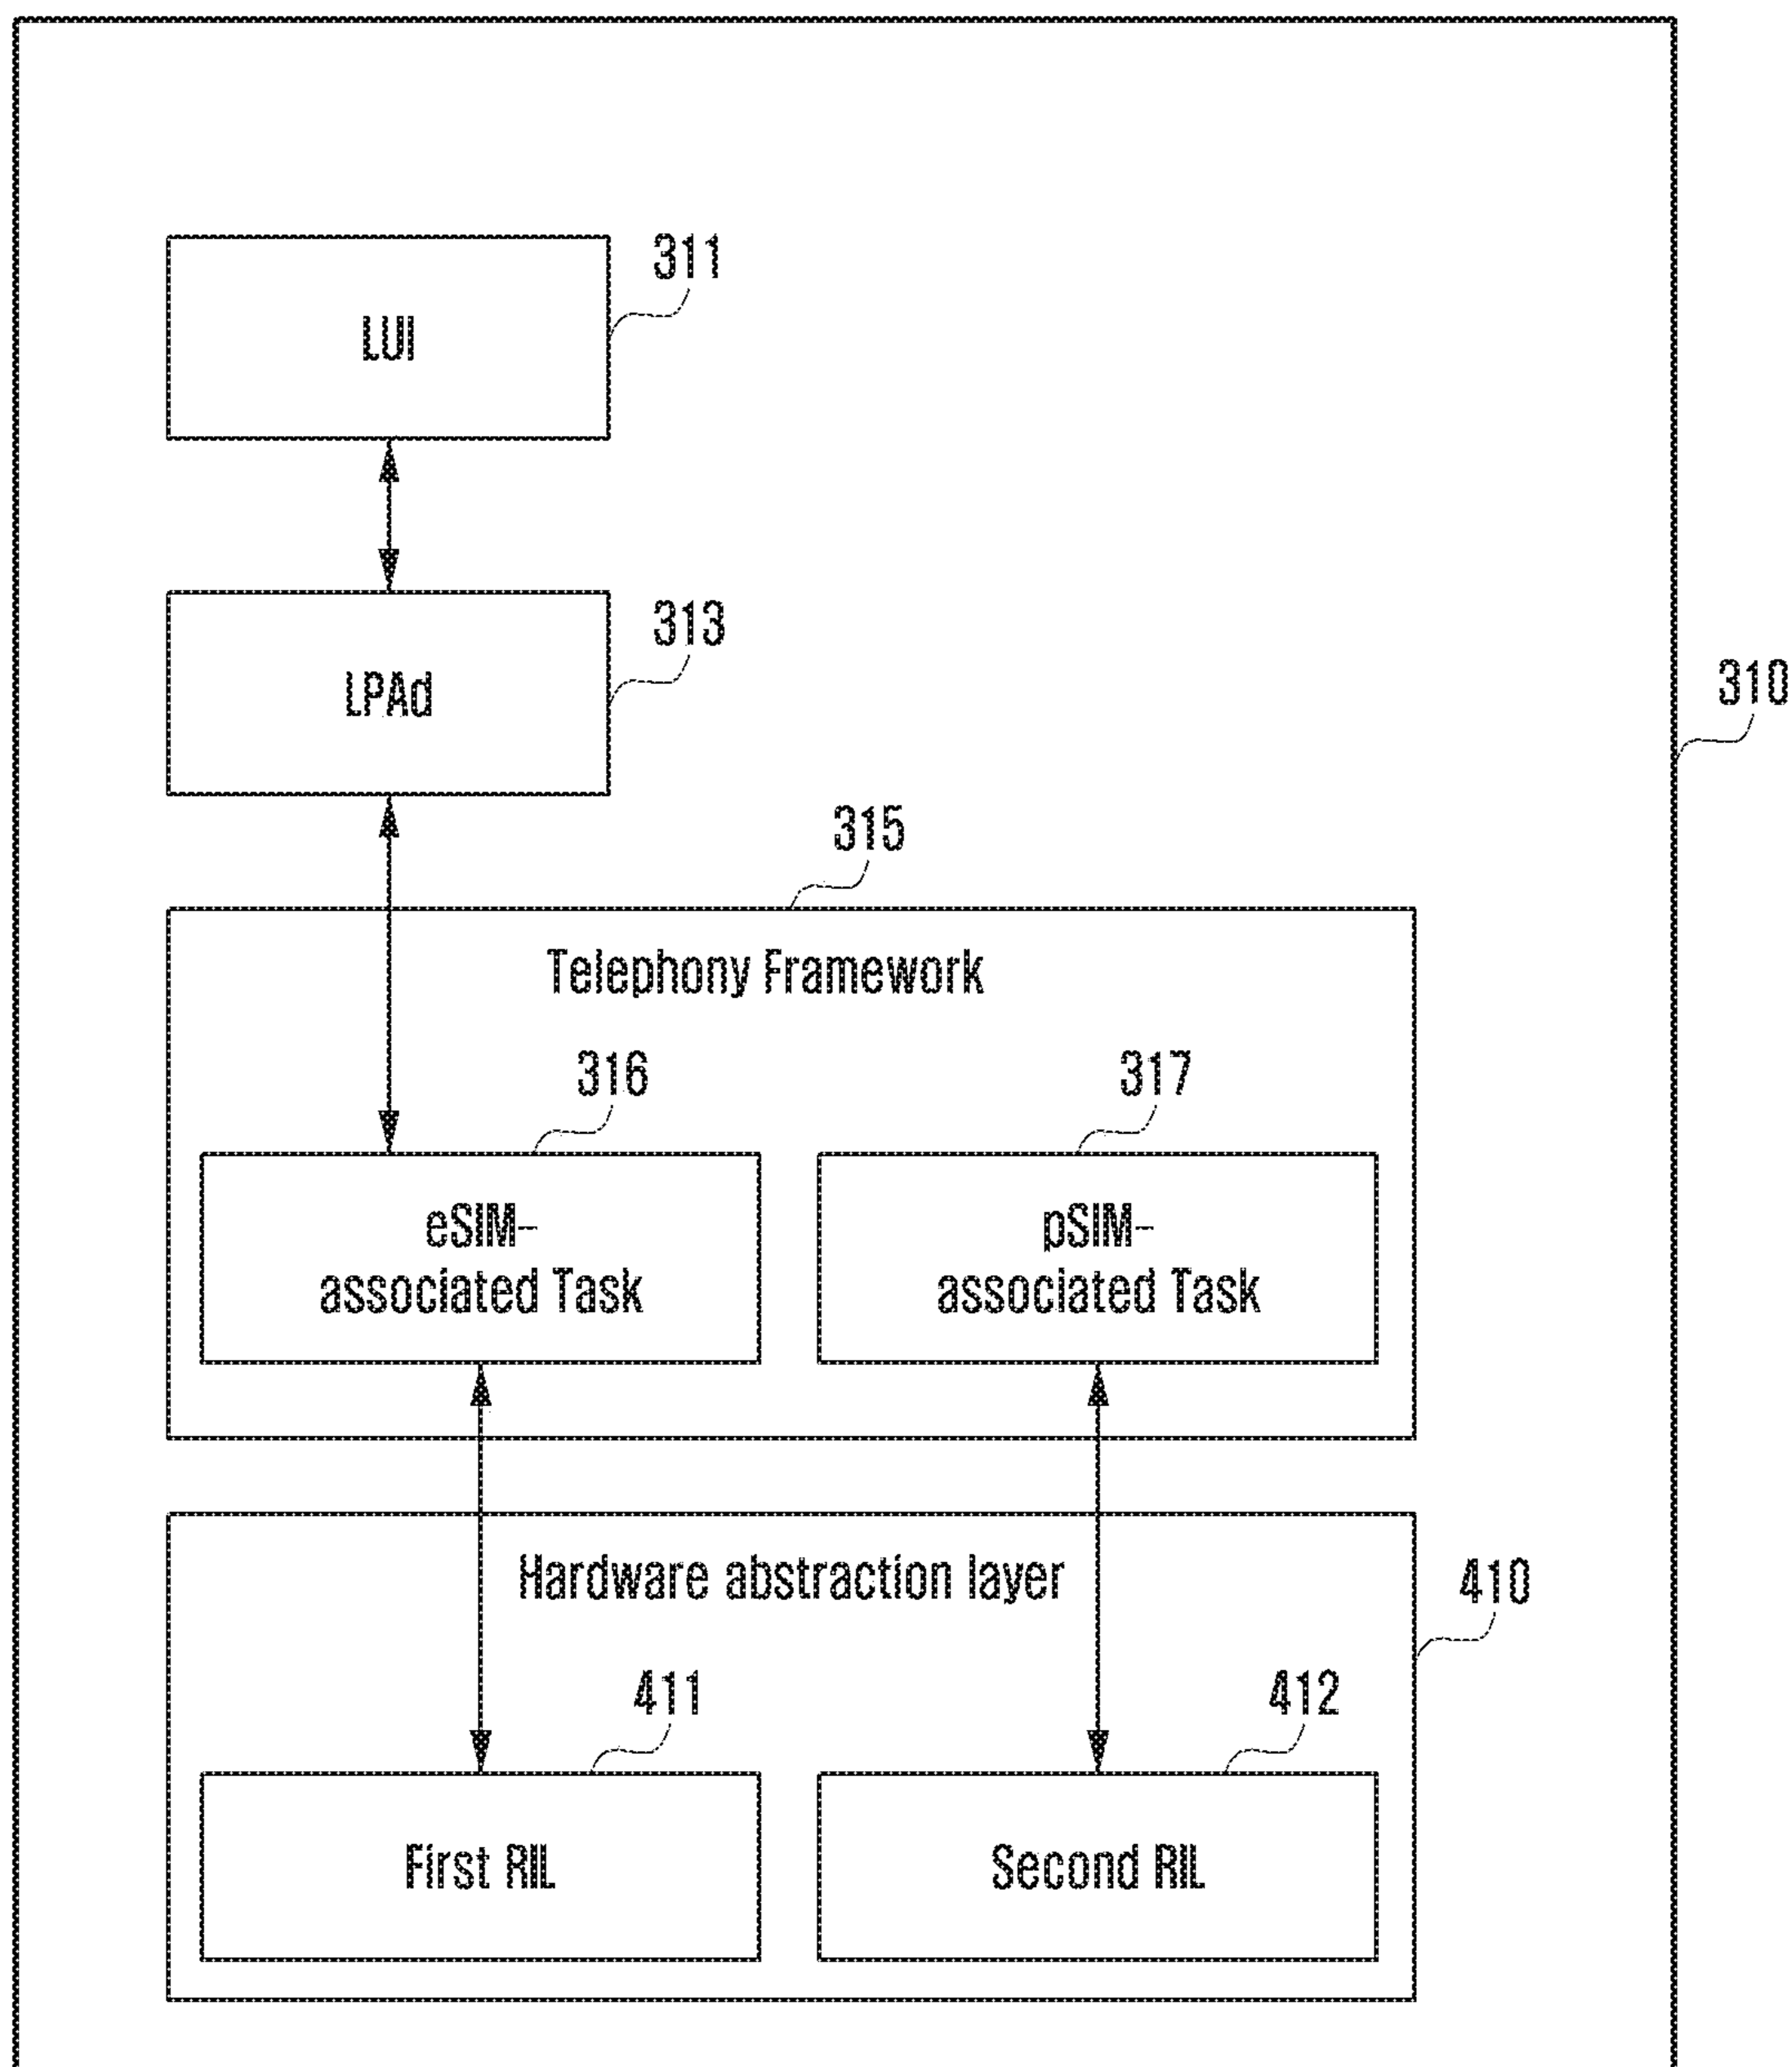 311
LUI
313
LPAd
310
315
Telephony Framework
316
317
eSIM-
associated Task
pSIM-
associated Task
Hardware abstraction layer
410
411
412
First RIL
Second RIL